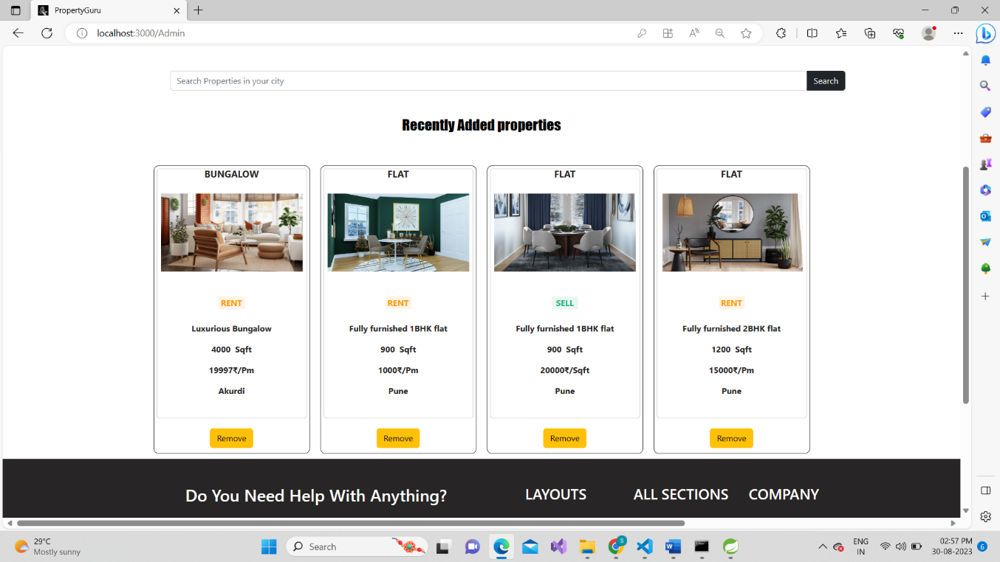 PropertyGuru
localhost:3000/Admin
Search Properties in your city
Search
Recently Added properties
BUNGALOW
RENT
Luxurious Bungalow
4000 Sqft
19997₹/Pm
Akurdi
Remove
FLAT
RENT
Fully furnished 1BHK flat
900 Sqft
1000₹/Pm
Pune
Remove
FLAT
SELL
Fully furnished 1BHK flat
900 Sqft
20000₹/Sqft
Pune
Remove
FLAT
RENT
Fully furnished 2BHK flat
1200 Sqft
15000₹/Pm
Pune
Remove
Do You Need Help With Anything?
LAYOUTS
ALL SECTIONS
COMPANY
29°C
Mostly sunny
Search
ENG
IN
02:57 PM
30-08-2023
6